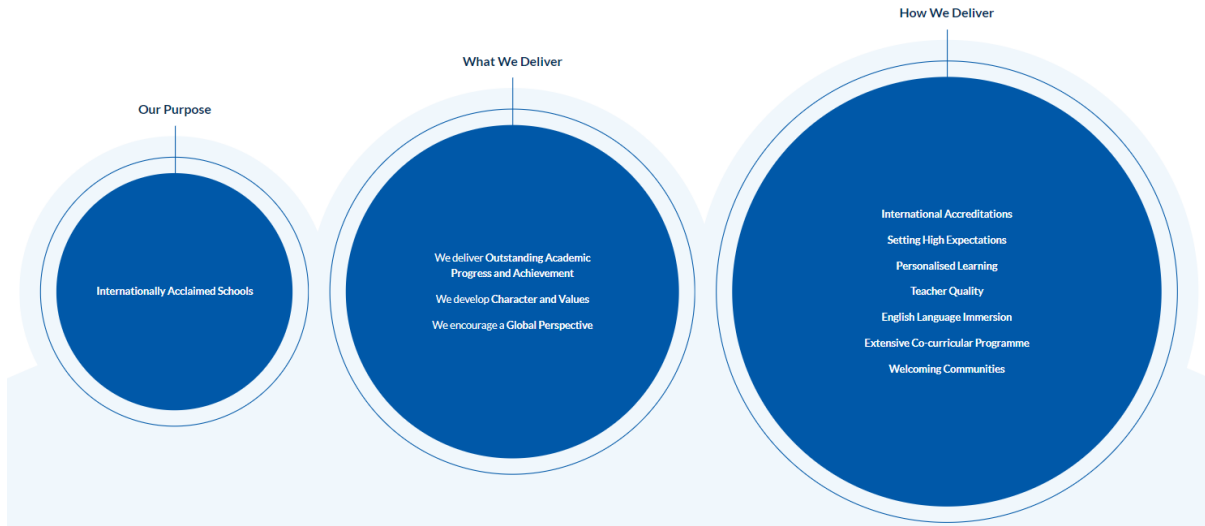 Our Purpose
Internationally Acclaimed Schools
What We Deliver
We deliver Outstanding Academic
Progress and Achievement
We develop Character and Values
We encourage a Global Perspective
How We Deliver
International Accreditations
Setting High Expectations
Personalised Learning
Teacher Quality
English Language Immersion
Extensive Co-curricular Programme
Welcoming Communities